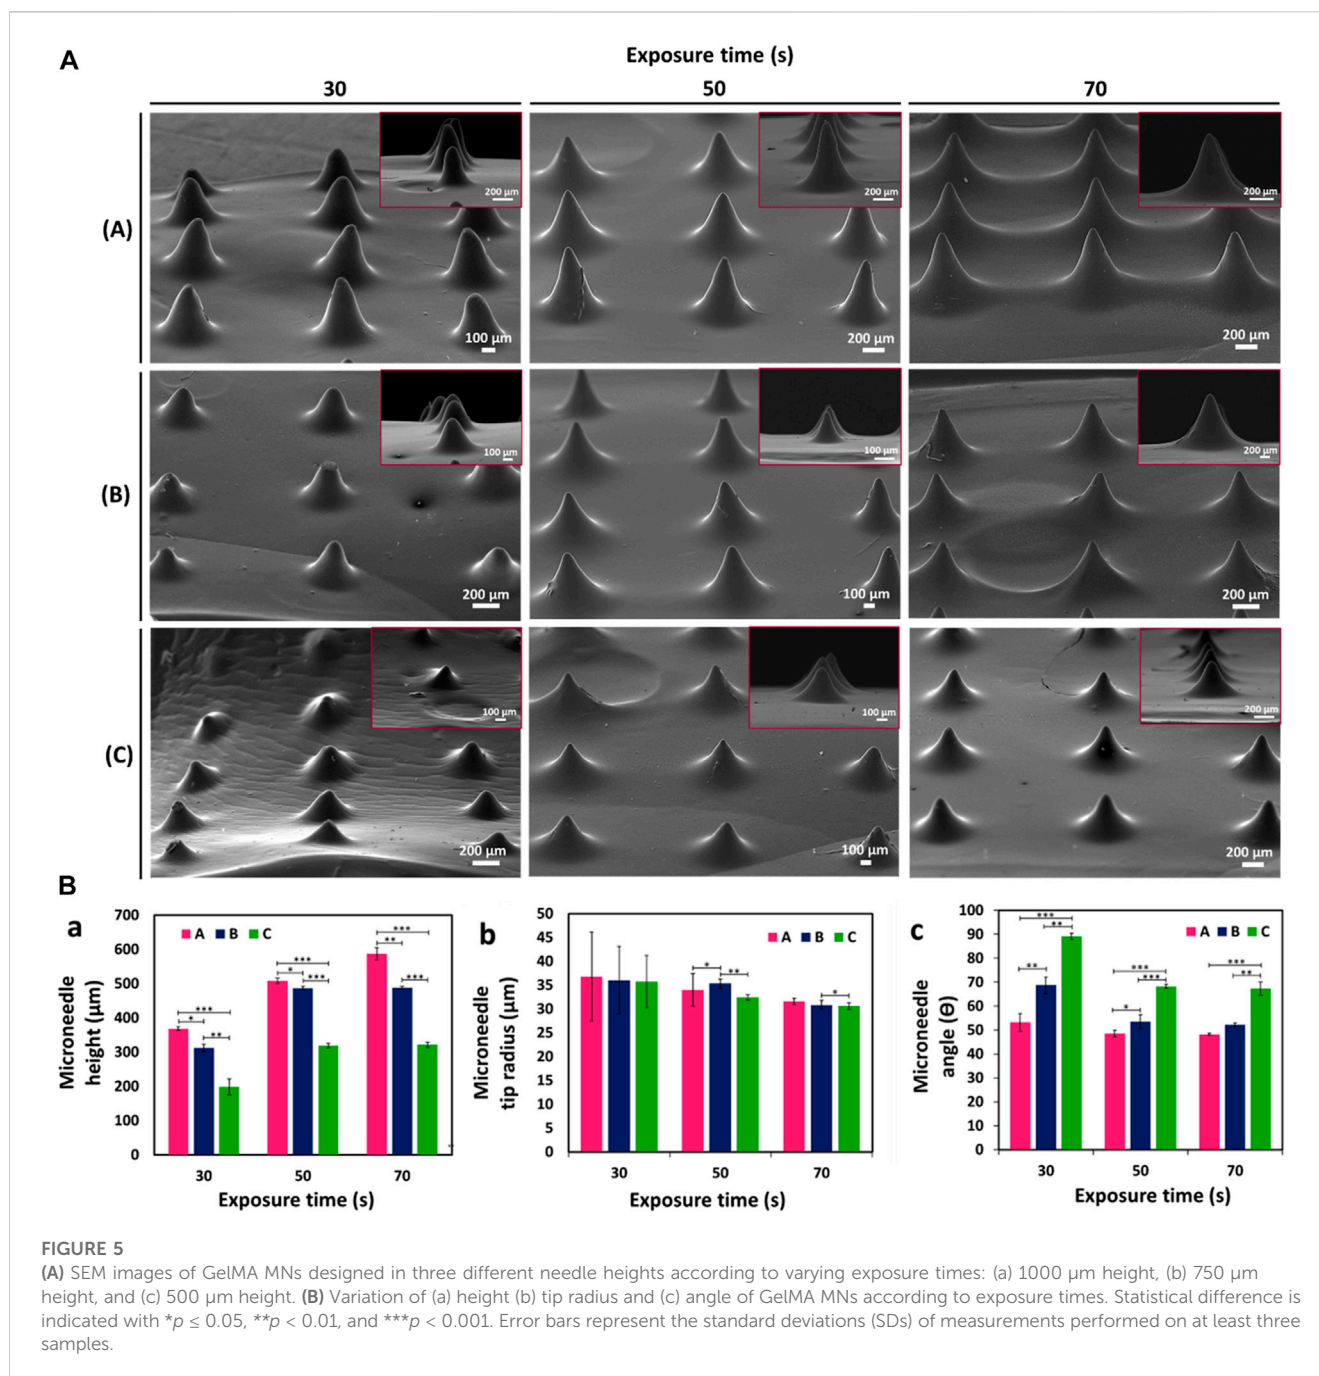 A
Exposure time (s)
30
50
70
(A)
200 µm
100 µm
200 µm
200 µm
200 µm
200 µm
(B)
100 µm
200 µm
100 µm
100 µm
200 µm
200 µm
(C)
100 µm
200 µm
100 µm
100 µm
200 µm
200 µm
B
a
Microneedle
height (µm)
700
600
500
400
300
200
100
0
A B C
*** * **
*** * ***
*** ** ***
30 50 70
Exposure time (s)
b
Microneedle
tip radius (µm)
50
45
40
35
30
25
20
15
10
5
0
A B C
* **
*
30 50 70
Exposure time (s)
c
Microneedle
angle (Θ)
100
90
80
70
60
50
40
30
20
10
0
A B C
*** ** **
*** *** *
*** **
30 50 70
Exposure time (s)
FIGURE 5
(A) SEM images of GelMA MNs designed in three different needle heights according to varying exposure times: (a) 1000 µm height, (b) 750 µm
height, and (c) 500 µm height. (B) Variation of (a) height (b) tip radius and (c) angle of GelMA MNs according to exposure times. Statistical difference is
indicated with *p ≤ 0.05, **p < 0.01, and ***p < 0.001. Error bars represent the standard deviations (SDs) of measurements performed on at least three
samples.